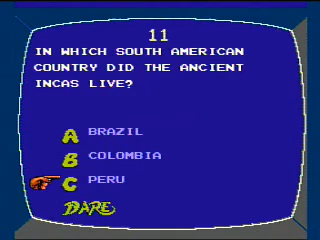 11
IN WHICH SOUTH AMERICAN
COUNTRY DID THE ANCIENT
INCAS LIVE?
A BRAZIL
B COLOMBIA
C PERU
DARE